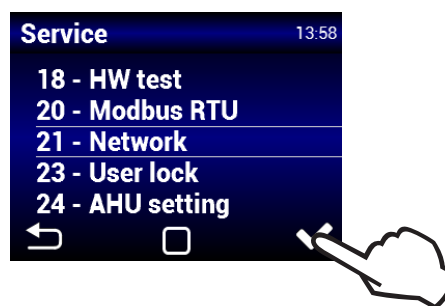 Service 13:58
18 - HW test
20 - Modbus RTU
21 - Network
23 - User lock
24 - AHU setting